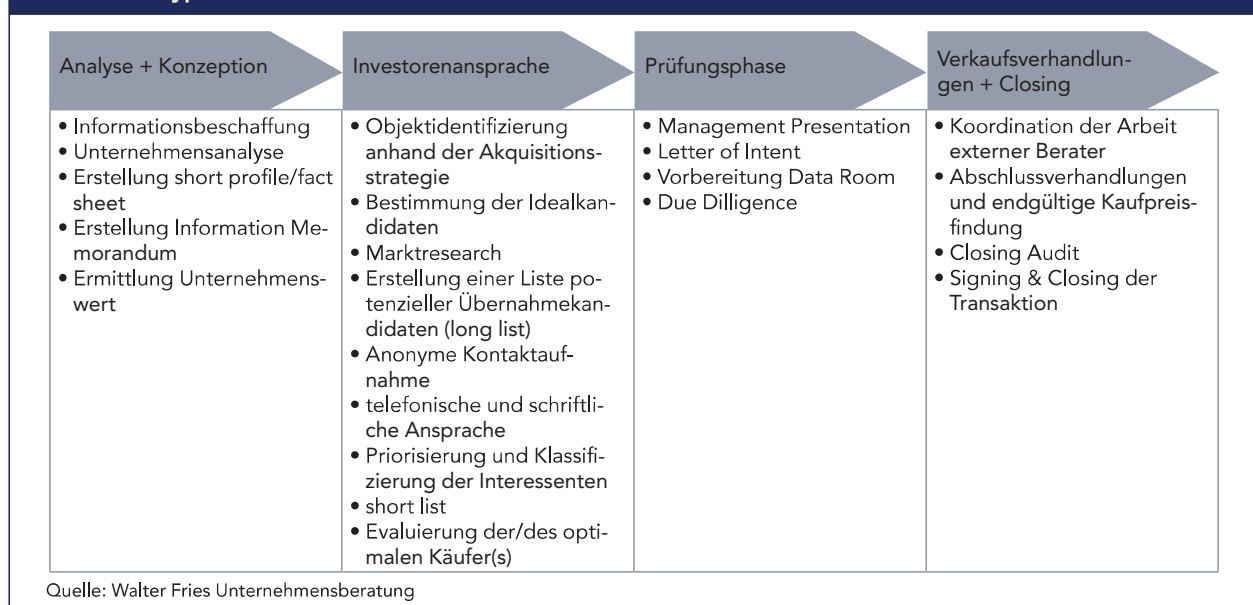 Analyse + Konzeption
• Informationsbeschaffung
• Unternehmensanalyse
• Erstellung short profile/fact
sheet
• Erstellung Information Me-
morandum
• Ermittlung Unternehmens-
wert
Investorenansprache
• Objektidentifizierung
anhand der Akquisitions-
strategie
• Bestimmung der Idealkan-
didaten
• Marktresearch
• Erstellung einer Liste po-
tenzieller Übernahmekan-
didaten (long list)
• Anonyme Kontaktauf-
nahme
• telefonische und schriftli-
che Ansprache
• Priorisierung und Klassifi-
zierung der Interessenten
• short list
• Evaluierung der/des opti-
malen Käufer(s)
Prüfungsphase
• Management Presentation
• Letter of Intent
• Vorbereitung Data Room
• Due Dilligence
Verkaufsverhandlun-
gen + Closing
• Koordination der Arbeit
externer Berater
• Abschlussverhandlungen
und endgültige Kaufpreis-
findung
• Closing Audit
• Signing & Closing der
Transaktion
Quelle: Walter Fries Unternehmensberatung